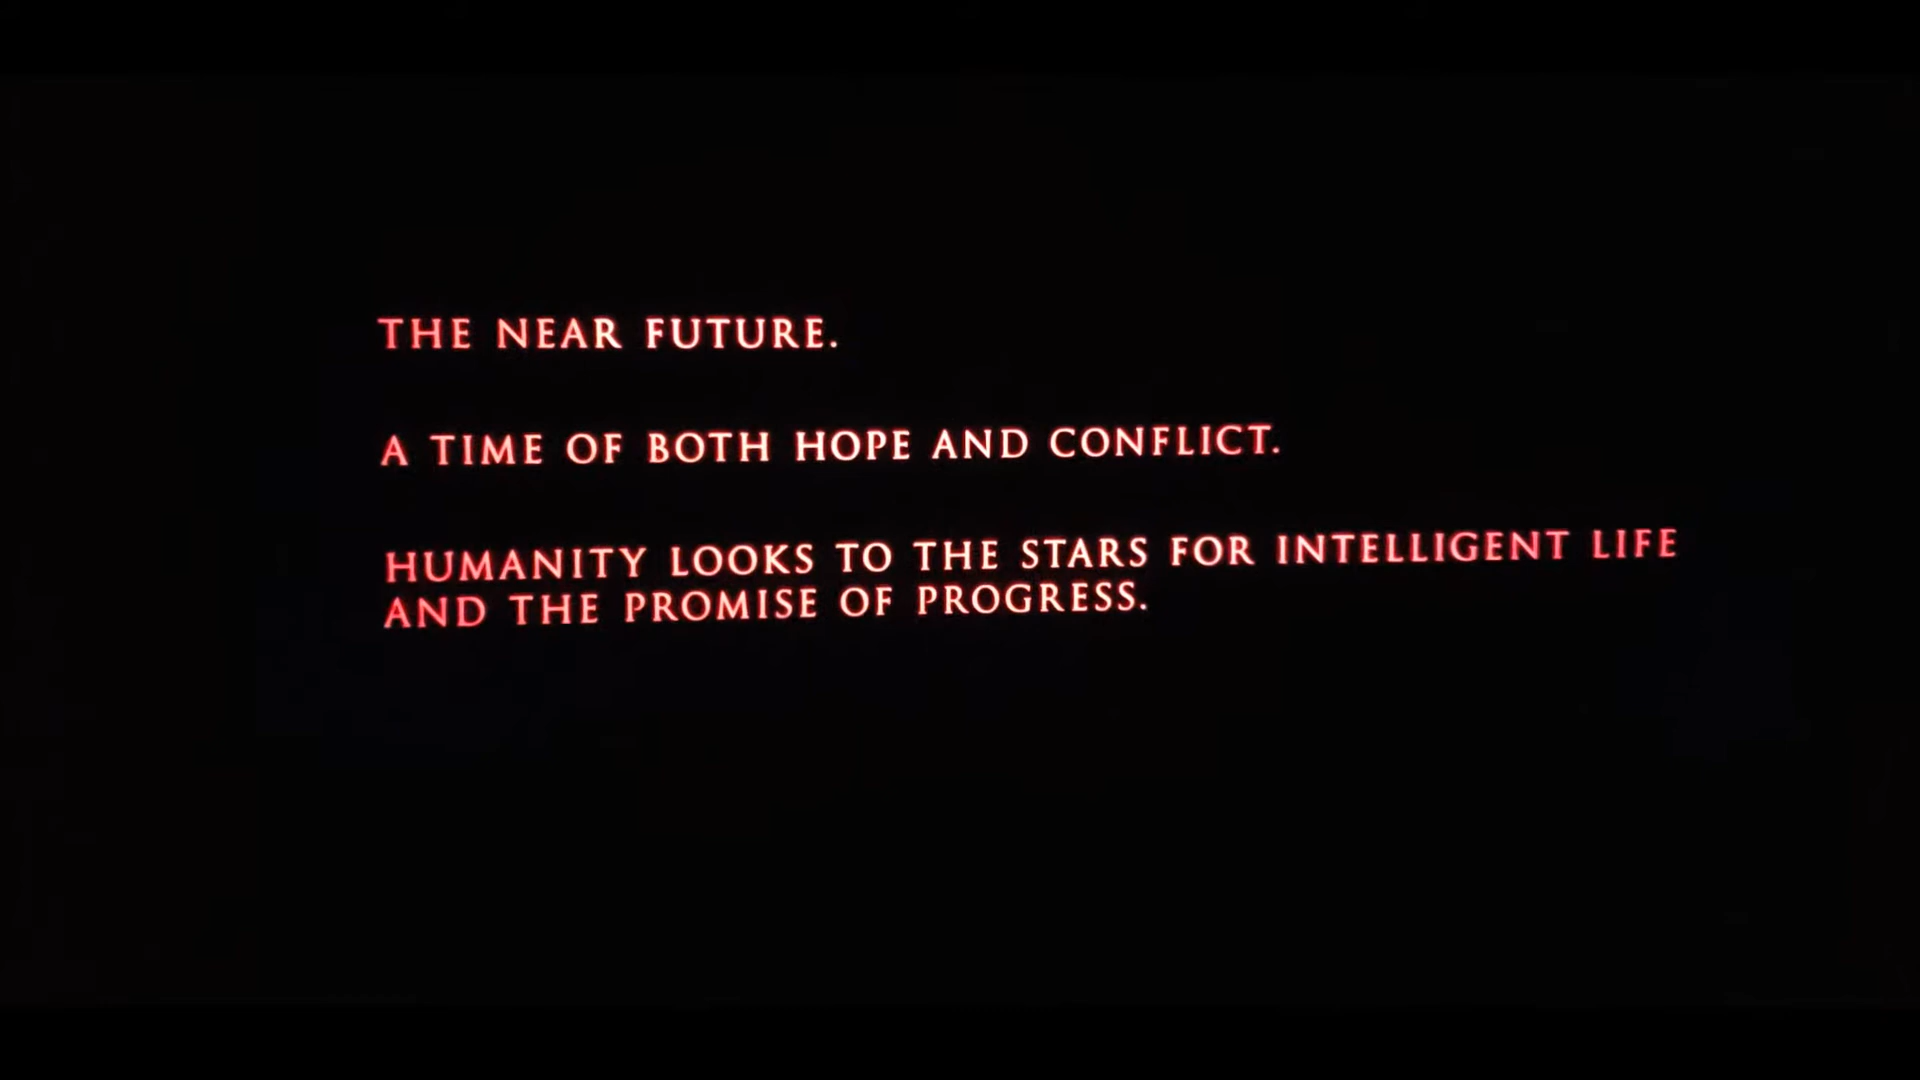 THE NEAR FUTURE.
A TIME OF BOTH HOPE AND CONFLICT.
HUMANITY LOOKS TO THE STARS FOR INTELLIGENT LIFE
AND THE PROMISE OF PROGRESS.